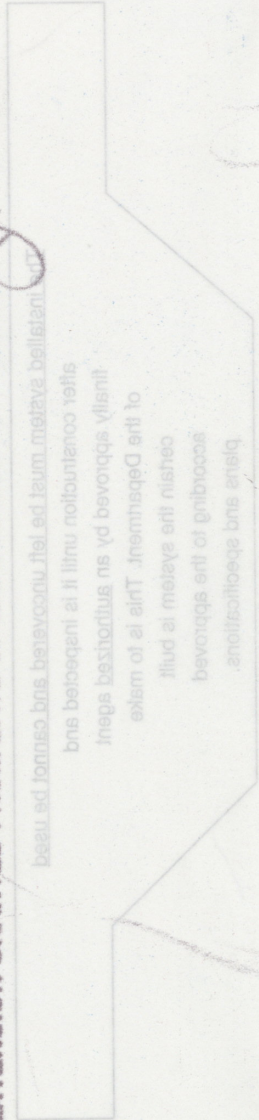 The installed system must be left uncovered and cannot be used
after construction until it is inspected and
finally approved by an authorized agent
of the Department. This is to make
certain the system is built
according to the approved
plans and specifications.